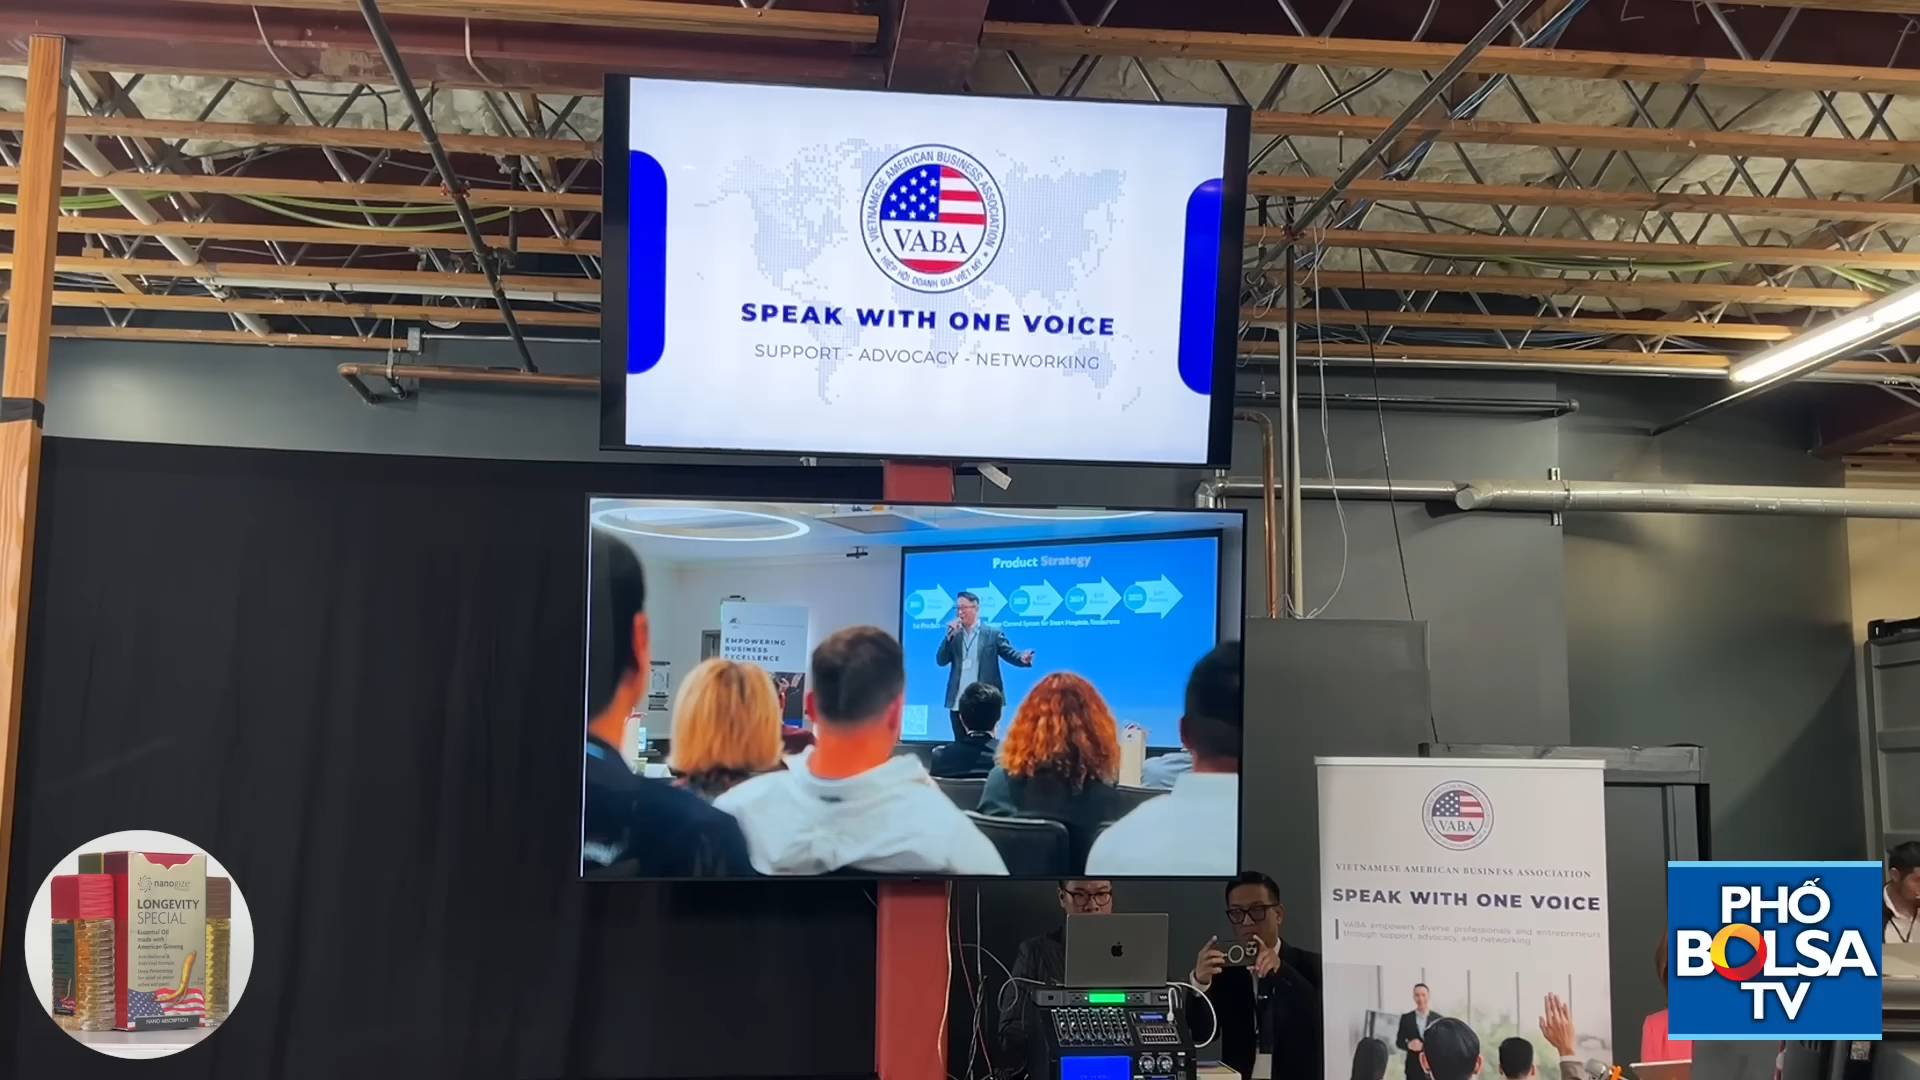 VIETNAMESE AMERICAN BUSINESS ASSOCIATION
VABA
HIỆP HỘI DOANH GIA VIỆT MỸ
SPEAK WITH ONE VOICE
SUPPORT - ADVOCACY - NETWORKING
Product Strategy
EMPOWERING
BUSINESS
EXCELLENCE
VABA
VIETNAMESE AMERICAN BUSINESS ASSOCIATION
SPEAK WITH ONE VOICE
VABA empowers diverse professionals and entrepreneurs
through support, advocacy, and networking
nanogize
LONGEVITY
SPECIAL
Essential Oil
made with
American Ginseng
NANO ABSORPTION
PHỐ
BOLSA
TV